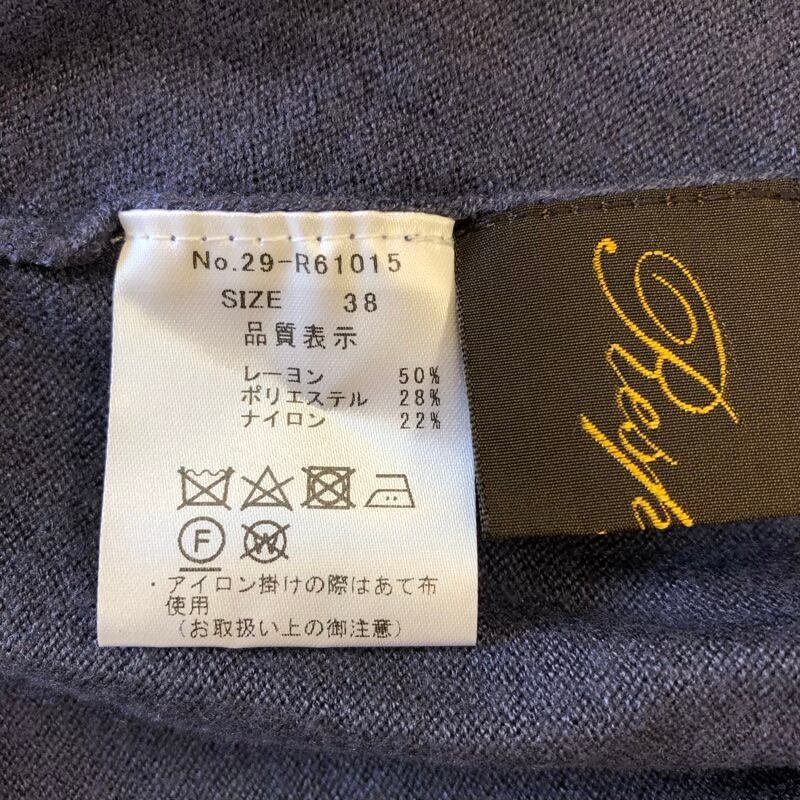 No.29-R61015
SIZE 38
品質表示
レーヨン 50%
ポリエステル 28%
ナイロン 22%
F
W
・アイロン掛けの際はあて布
使用
(お取扱い上の御注意)